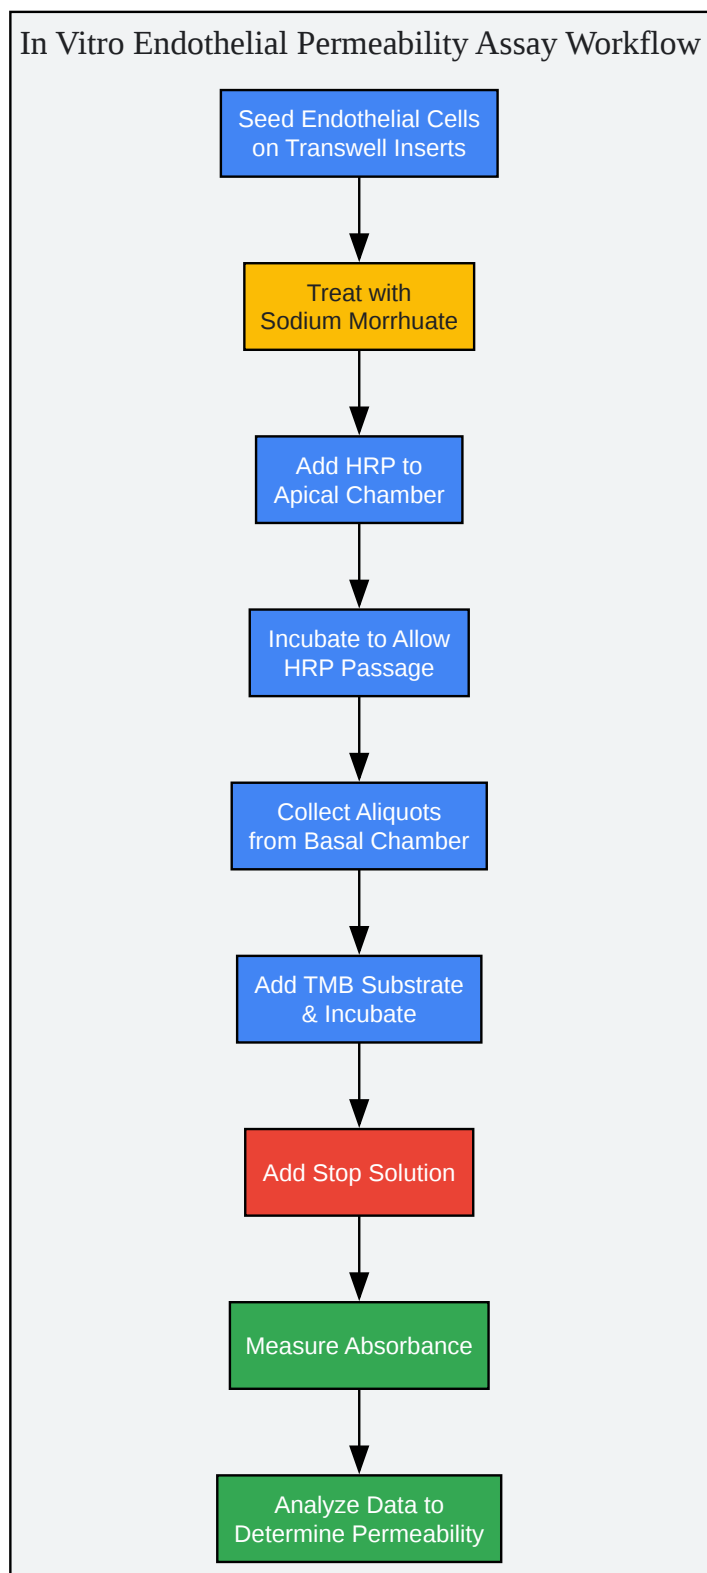 In Vitro Endothelial Permeability Assay Workflow
Seed Endothelial Cells
on Transwell Inserts
Treat with
Sodium Morrhuate
Add HRP to
Apical Chamber
Incubate to Allow
HRP Passage
Collect Aliquots
from Basal Chamber
Add TMB Substrate
& Incubate
Add Stop Solution
Measure Absorbance
Analyze Data to
Determine Permeability